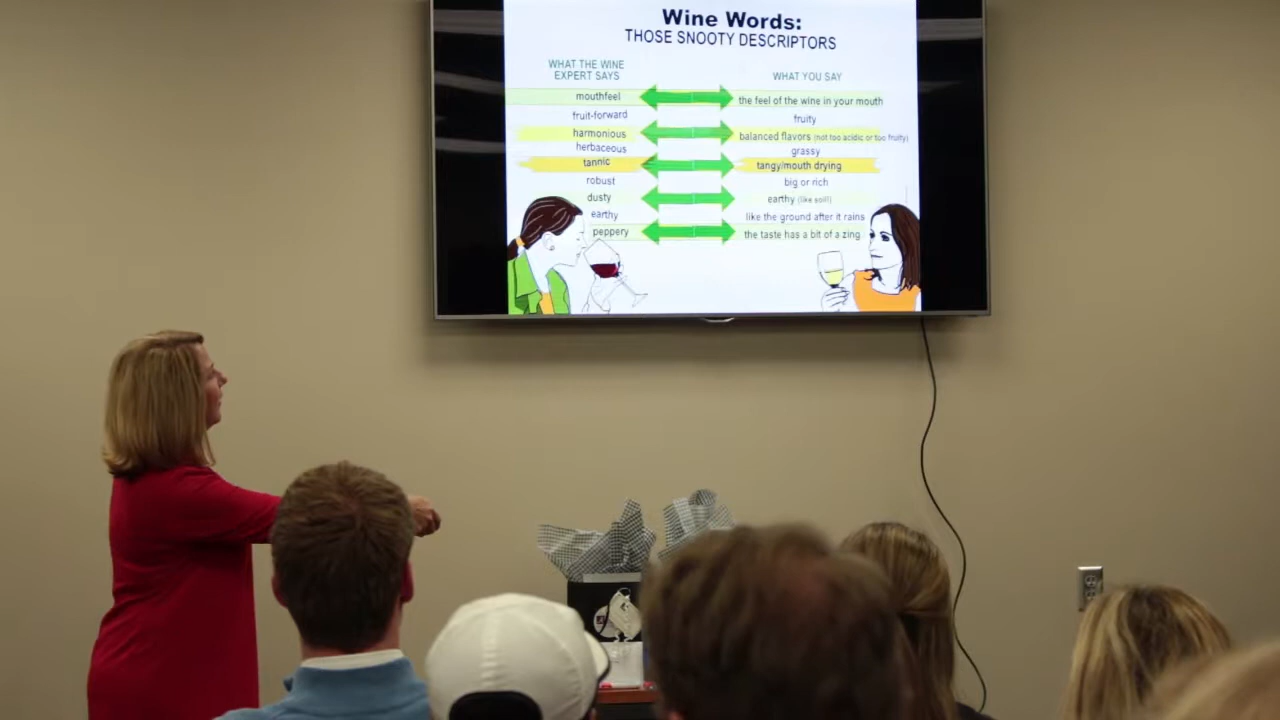 Wine Words:
THOSE SNOOTY DESCRIPTORS
WHAT THE WINE
EXPERT SAYS
WHAT YOU SAY
mouthfeel the feel of the wine in your mouth
fruit-forward fruity
harmonious balanced flavors (not too acidic or too fruity)
herbaceous grassy
tannic tangy/mouth drying
robust big or rich
dusty earthy (like soil!)
earthy like the ground after it rains
peppery the taste has a bit of a zing